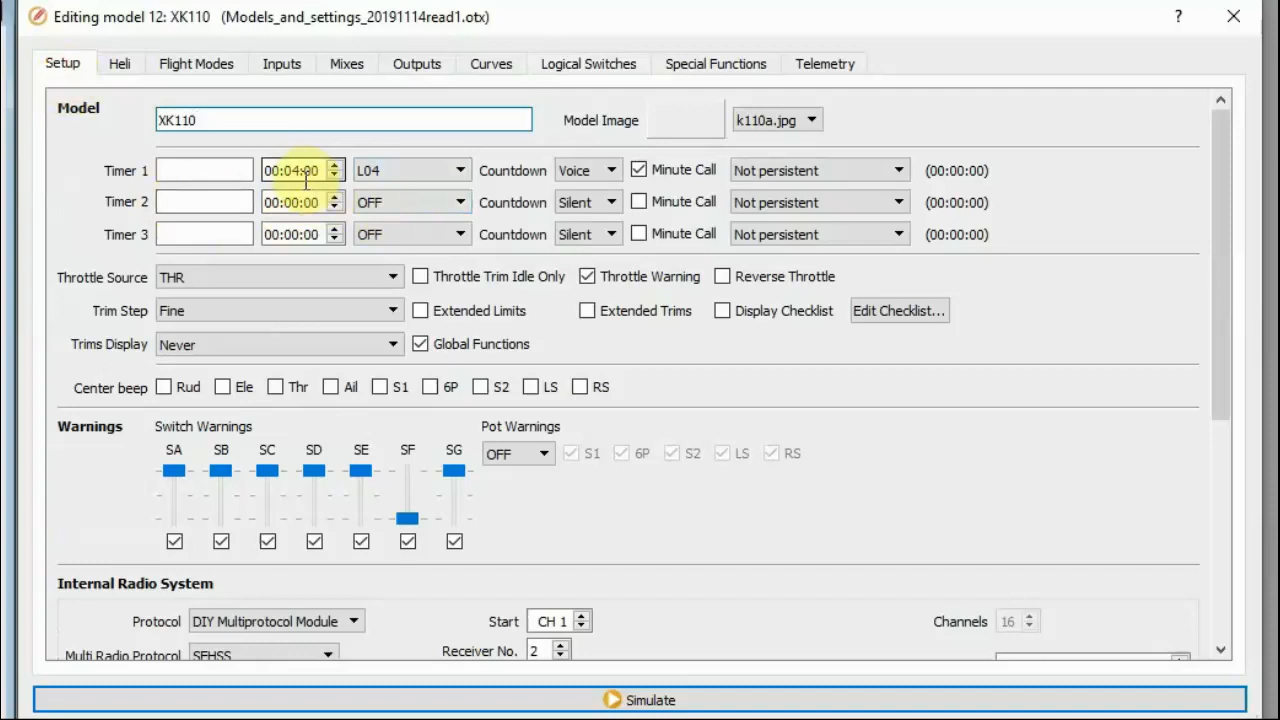 Editing model 12: XK110 (Models_and_settings_20191114read1.otx) ?
Setup Heli Flight Modes Inputs Mixes Outputs Curves Logical Switches Special Functions Telemetry
Model XK110 Model Image k110a.jpg
Timer 1 00:04:00 L04 Countdown Voice Minute Call Not persistent (00:00:00)
Timer 2 00:00:00 OFF Countdown Silent Minute Call Not persistent (00:00:00)
Timer 3 00:00:00 OFF Countdown Silent Minute Call Not persistent (00:00:00)
Throttle Source THR Throttle Trim Idle Only Throttle Warning Reverse Throttle
Trim Step Fine Extended Limits Extended Trims Display Checklist Edit Checklist...
Trims Display Never Global Functions
Center beep Rud Ele Thr Ail S1 6P S2 LS RS
Warnings Switch Warnings Pot Warnings
SA SB SC SD SE SF SG
OFF S1 6P S2 LS RS
Internal Radio System
Protocol DIY Multiprotocol Module Start CH 1 Channels 16
Multi Radio Protocol SFHSS Receiver No. 2
Simulate